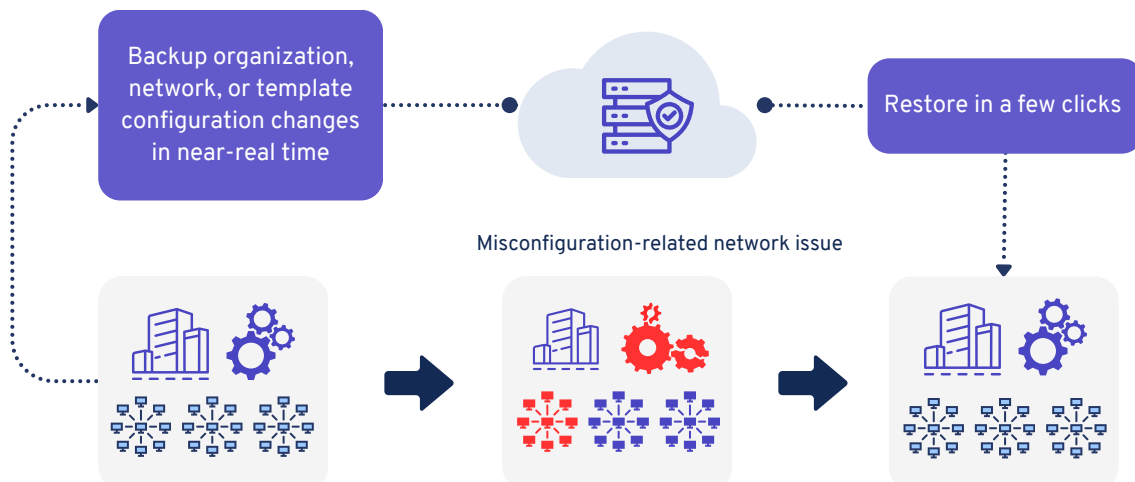 Backup organization,
network, or template
configuration changes
in near-real time
Restore in a few clicks
Misconfiguration-related network issue